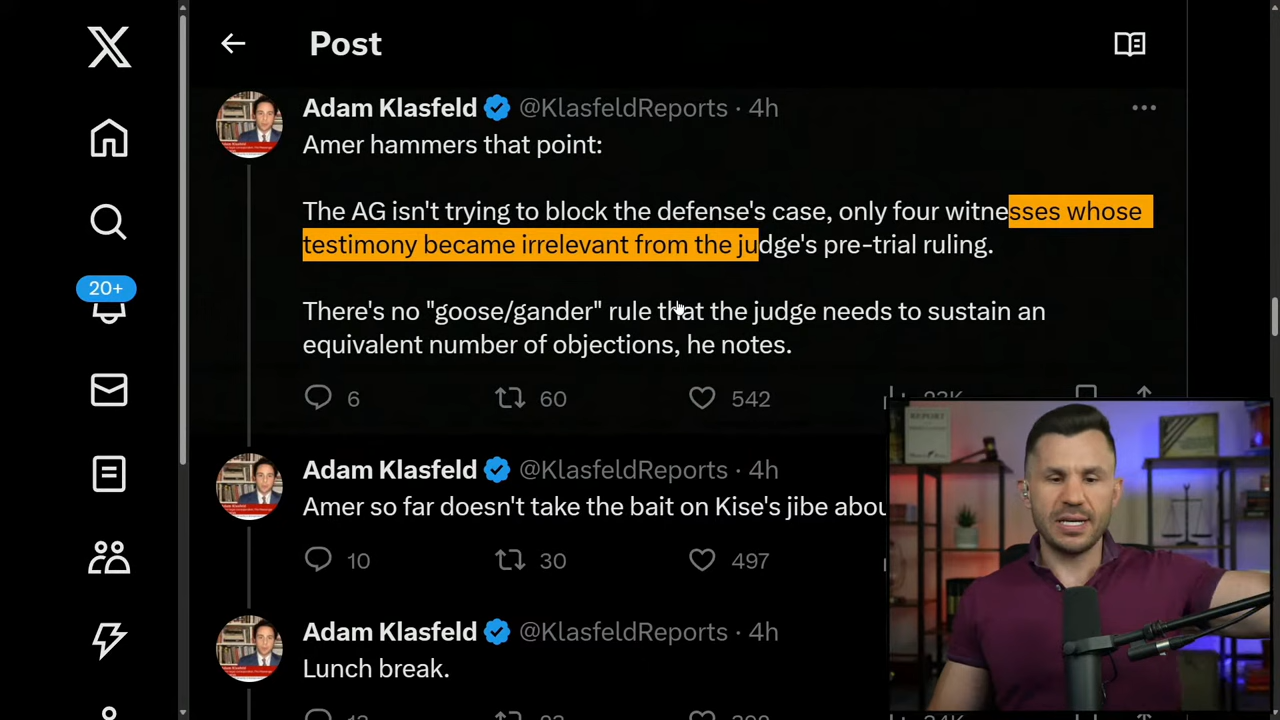 Post
Adam Klasfeld @KlasfeldReports · 4h
Amer hammers that point:
The AG isn't trying to block the defense's case, only four witnesses whose
testimony became irrelevant from the judge's pre-trial ruling.
There's no "goose/gander" rule that the judge needs to sustain an
equivalent number of objections, he notes.
6 60 542
20+
Adam Klasfeld @KlasfeldReports · 4h
Amer so far doesn't take the bait on Kise's jibe abou
10 30 497
Adam Klasfeld @KlasfeldReports · 4h
Lunch break.
REPORT